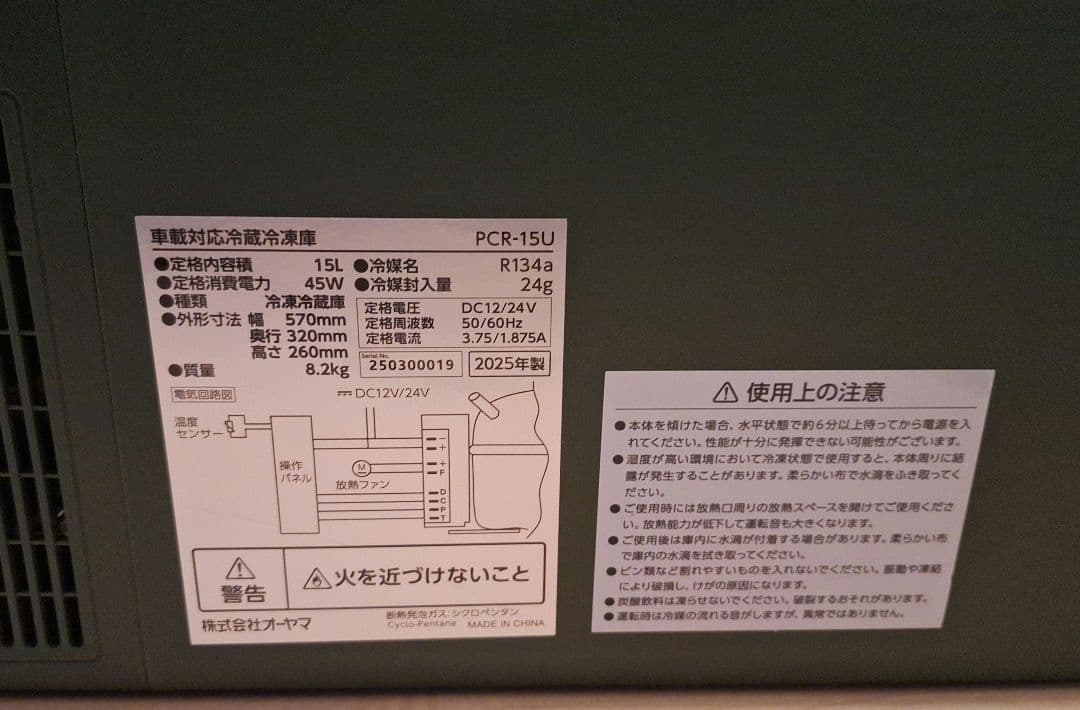 車載対応冷蔵冷凍庫 PCR-15U
●定格内容積 15L ●冷媒名 R134a
●定格消費電力 45W ●冷媒封入量 24g
●種類 冷凍冷蔵庫
●外形寸法 幅 570mm
奥行 320mm
高さ 260mm
●質量 8.2kg
定格電圧 DC12/24V
定格周波数 50/60Hz
定格電流 3.75/1.875A
Serial No. 250300019 2025年製
電気回路図
DC12V/24V
温度
センサー
操作
パネル
M
放熱ファン
−
+
+
F
D
C
P
T
警告
火を近づけないこと
断熱発泡ガス:シクロペンタン
株式会社オーヤマ Cyclo-Pentane MADE IN CHINA
使用上の注意
●本体を傾けた場合、水平状態で約6分以上待ってから電源を入
れてください。性能が十分に発揮できない可能性がございます。
●湿度が高い環境において冷凍状態で使用すると、本体周りに結
露が発生することがあります。柔らかい布で水滴をふき取ってく
ださい。
●ご使用時には放熱口周りの放熱スペースを開けてご使用くださ
い。放熱能力が低下して運転音も大きくなります。
●ご使用後は庫内に水滴が付着する場合があります。柔らかい布
で庫内の水滴を拭き取ってください。
●ビン類など割れやすいものを入れないでください。振動や凍結
により破損し、けがの原因になります。
●炭酸飲料は凍らせないでください。破裂するおそれがあります。
●運転時は冷媒の流れる音がしますが、異常ではありません。